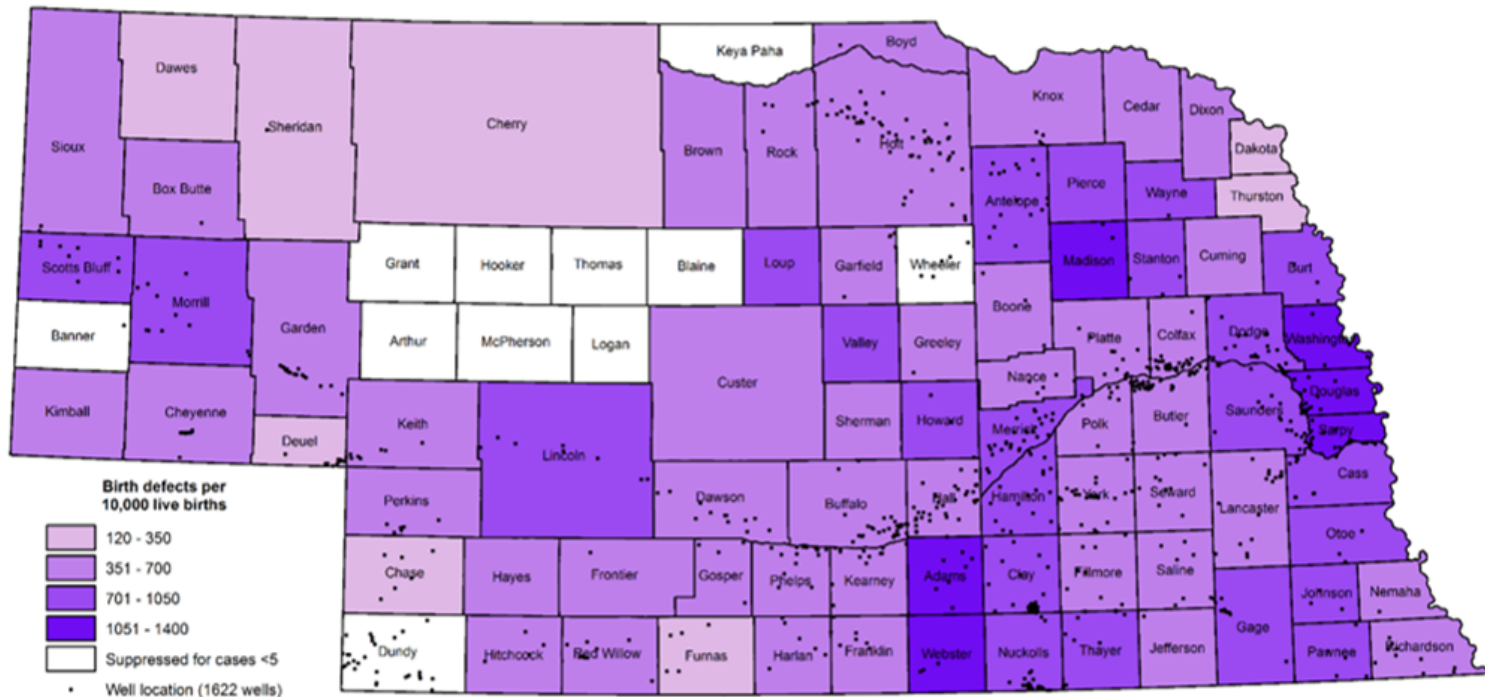 Keya Paha
Boyd
Dawes
Sheridan
Cherry
Knox
Cedar
Dixon
Sioux
Brown
Rock
Holt
Dakota
Box Butte
Pierce
Antelope
Wayne
Thurston
Scotts Bluff
Grant
Hooker
Thomas
Blaine
Loup
Garfield
Wheeler
Madison
Stanton
Cuming
Burt
Morrill
Banner
Garden
Arthur
McPherson
Logan
Valley
Greeley
Boone
Platte
Colfax
Dodge
Washington
Custer
Nance
Kimball
Cheyenne
Keith
Sherman
Howard
Merrick
Polk
Butler
Saunders
Douglas
Sarpy
Deuel
Lincoln
Cass
Perkins
Dawson
Buffalo
Hall
Hamilton
York
Seward
Lancaster
Otoe
Chase
Hayes
Frontier
Gosper
Phelps
Kearney
Adams
Clay
Fillmore
Saline
Johnson
Nemaha
Dundy
Hitchcock
Red Willow
Furnas
Harlan
Franklin
Webster
Nuckolls
Thayer
Jefferson
Gage
Pawnee
Richardson
Birth defects per
10,000 live births
120 - 350
351 - 700
701 - 1050
1051 - 1400
Suppressed for cases <5
Well location (1622 wells)